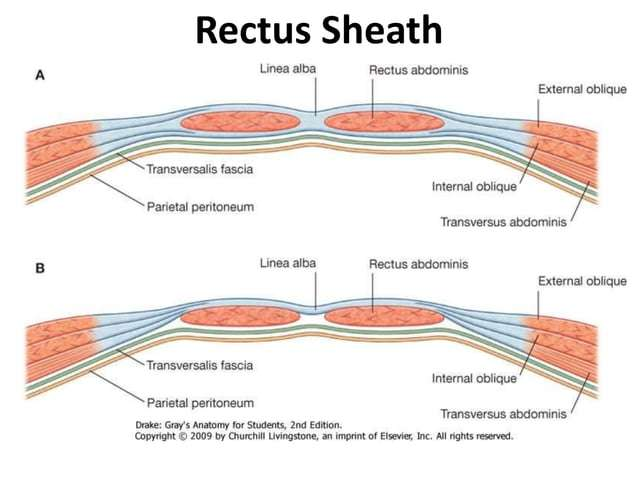 Rectus Sheath
A
Linea alba
Rectus abdominis
External oblique
Transversalis fascia
Internal oblique
Parietal peritoneum
Transversus abdominis
B
Linea alba
Rectus abdominis
External oblique
Transversalis fascia
Internal oblique
Parietal peritoneum
Transversus abdominis
Drake: Gray's Anatomy for Students, 2nd Edition.
Copyright © 2009 by Churchill Livingstone, an imprint of Elsevier, Inc. All rights reserved.